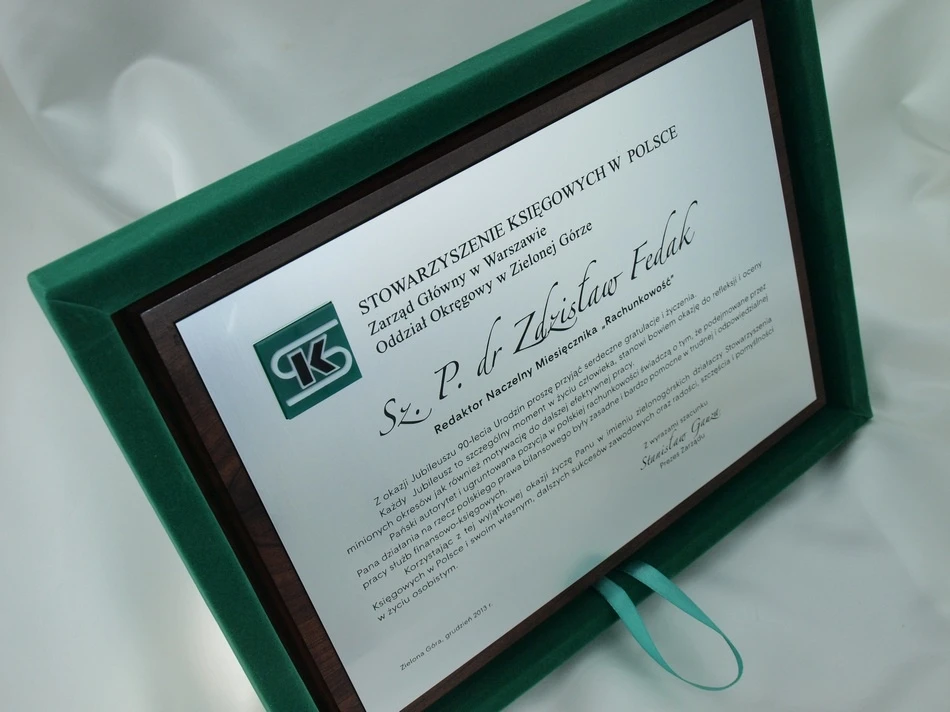 STOWARZYSZENIE KSIĘGOWYCH W POLSCE
Zarząd Główny w Warszawie
Oddział Okręgowy w Zielonej Górze
SK
Sz. P. dr Zdzisław Fedak
Redaktor Naczelny Miesięcznika „Rachunkowość"
Z okazji Jubileuszu 90-lecia Urodzin proszę przyjąć serdeczne gratulacje i życzenia.
Każdy Jubileusz to szczególny moment w życiu człowieka, stanowi bowiem okazję do refleksji i oceny
minionych okresów jak również motywację do dalszej efektywnej pracy.
Pański autorytet i ugruntowana pozycja w polskiej rachunkowości świadczą o tym, że podejmowane przez
Pana działania na rzecz polskiego prawa bilansowego były zasadne i bardzo pomocne w trudnej i odpowiedzialnej
pracy służb finansowo-księgowych.
Korzystając z tej wyjątkowej okazji życzę Panu w imieniu zielonogórskich działaczy Stowarzyszenia
Księgowych w Polsce i swoim własnym, dalszych sukcesów zawodowych oraz radości, szczęścia i pomyślności
w życiu osobistym.
Z wyrazami szacunku
Stanisław Gunz
Prezes Zarządu
Zielona Góra, grudzień 2013 r.